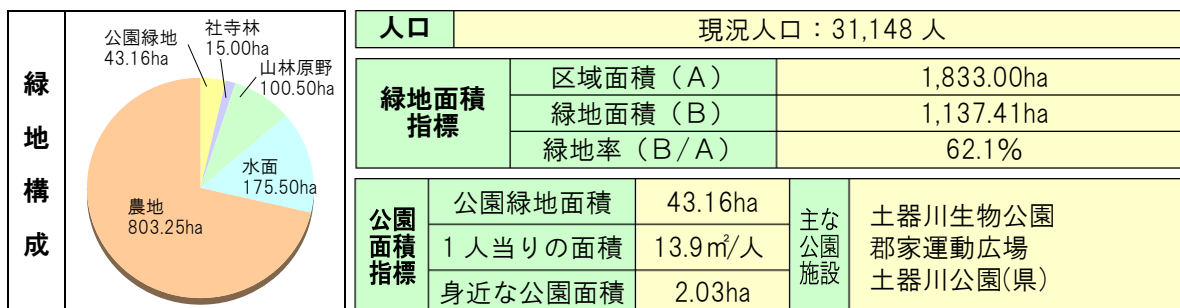 緑地構成
公園緑地
43.16ha
社寺林
15.00ha
山林原野
100.50ha
水面
175.50ha
農地
803.25ha
人口 現況人口：31,148 人
緑地面積
指標
区域面積（A） 1,833.00ha
緑地面積（B） 1,137.41ha
緑地率（B/A） 62.1%
公園
面積
指標
公園緑地面積 43.16ha
1人当りの面積 13.9㎡/人
身近な公園面積 2.03ha
主な
公園
施設
土器川生物公園
郡家運動広場
土器川公園(県)